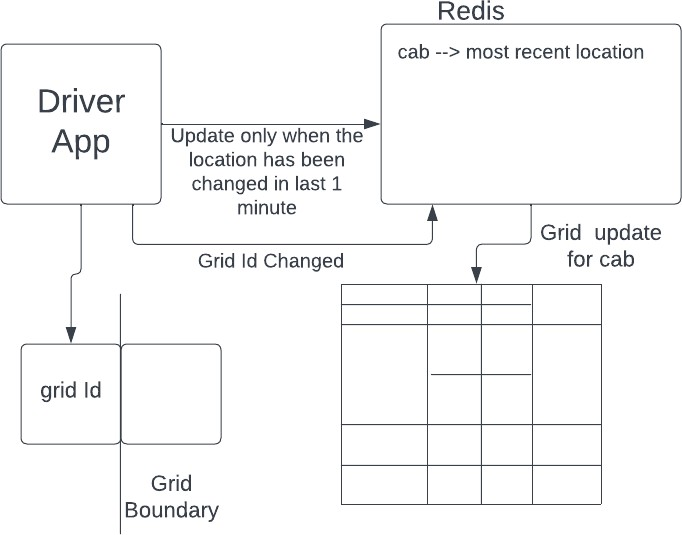 Redis
cab --> most recent location
Driver
App
Update only when the
location has been
changed in last 1
minute
Grid Id Changed
Grid update
for cab
grid Id
Grid
Boundary